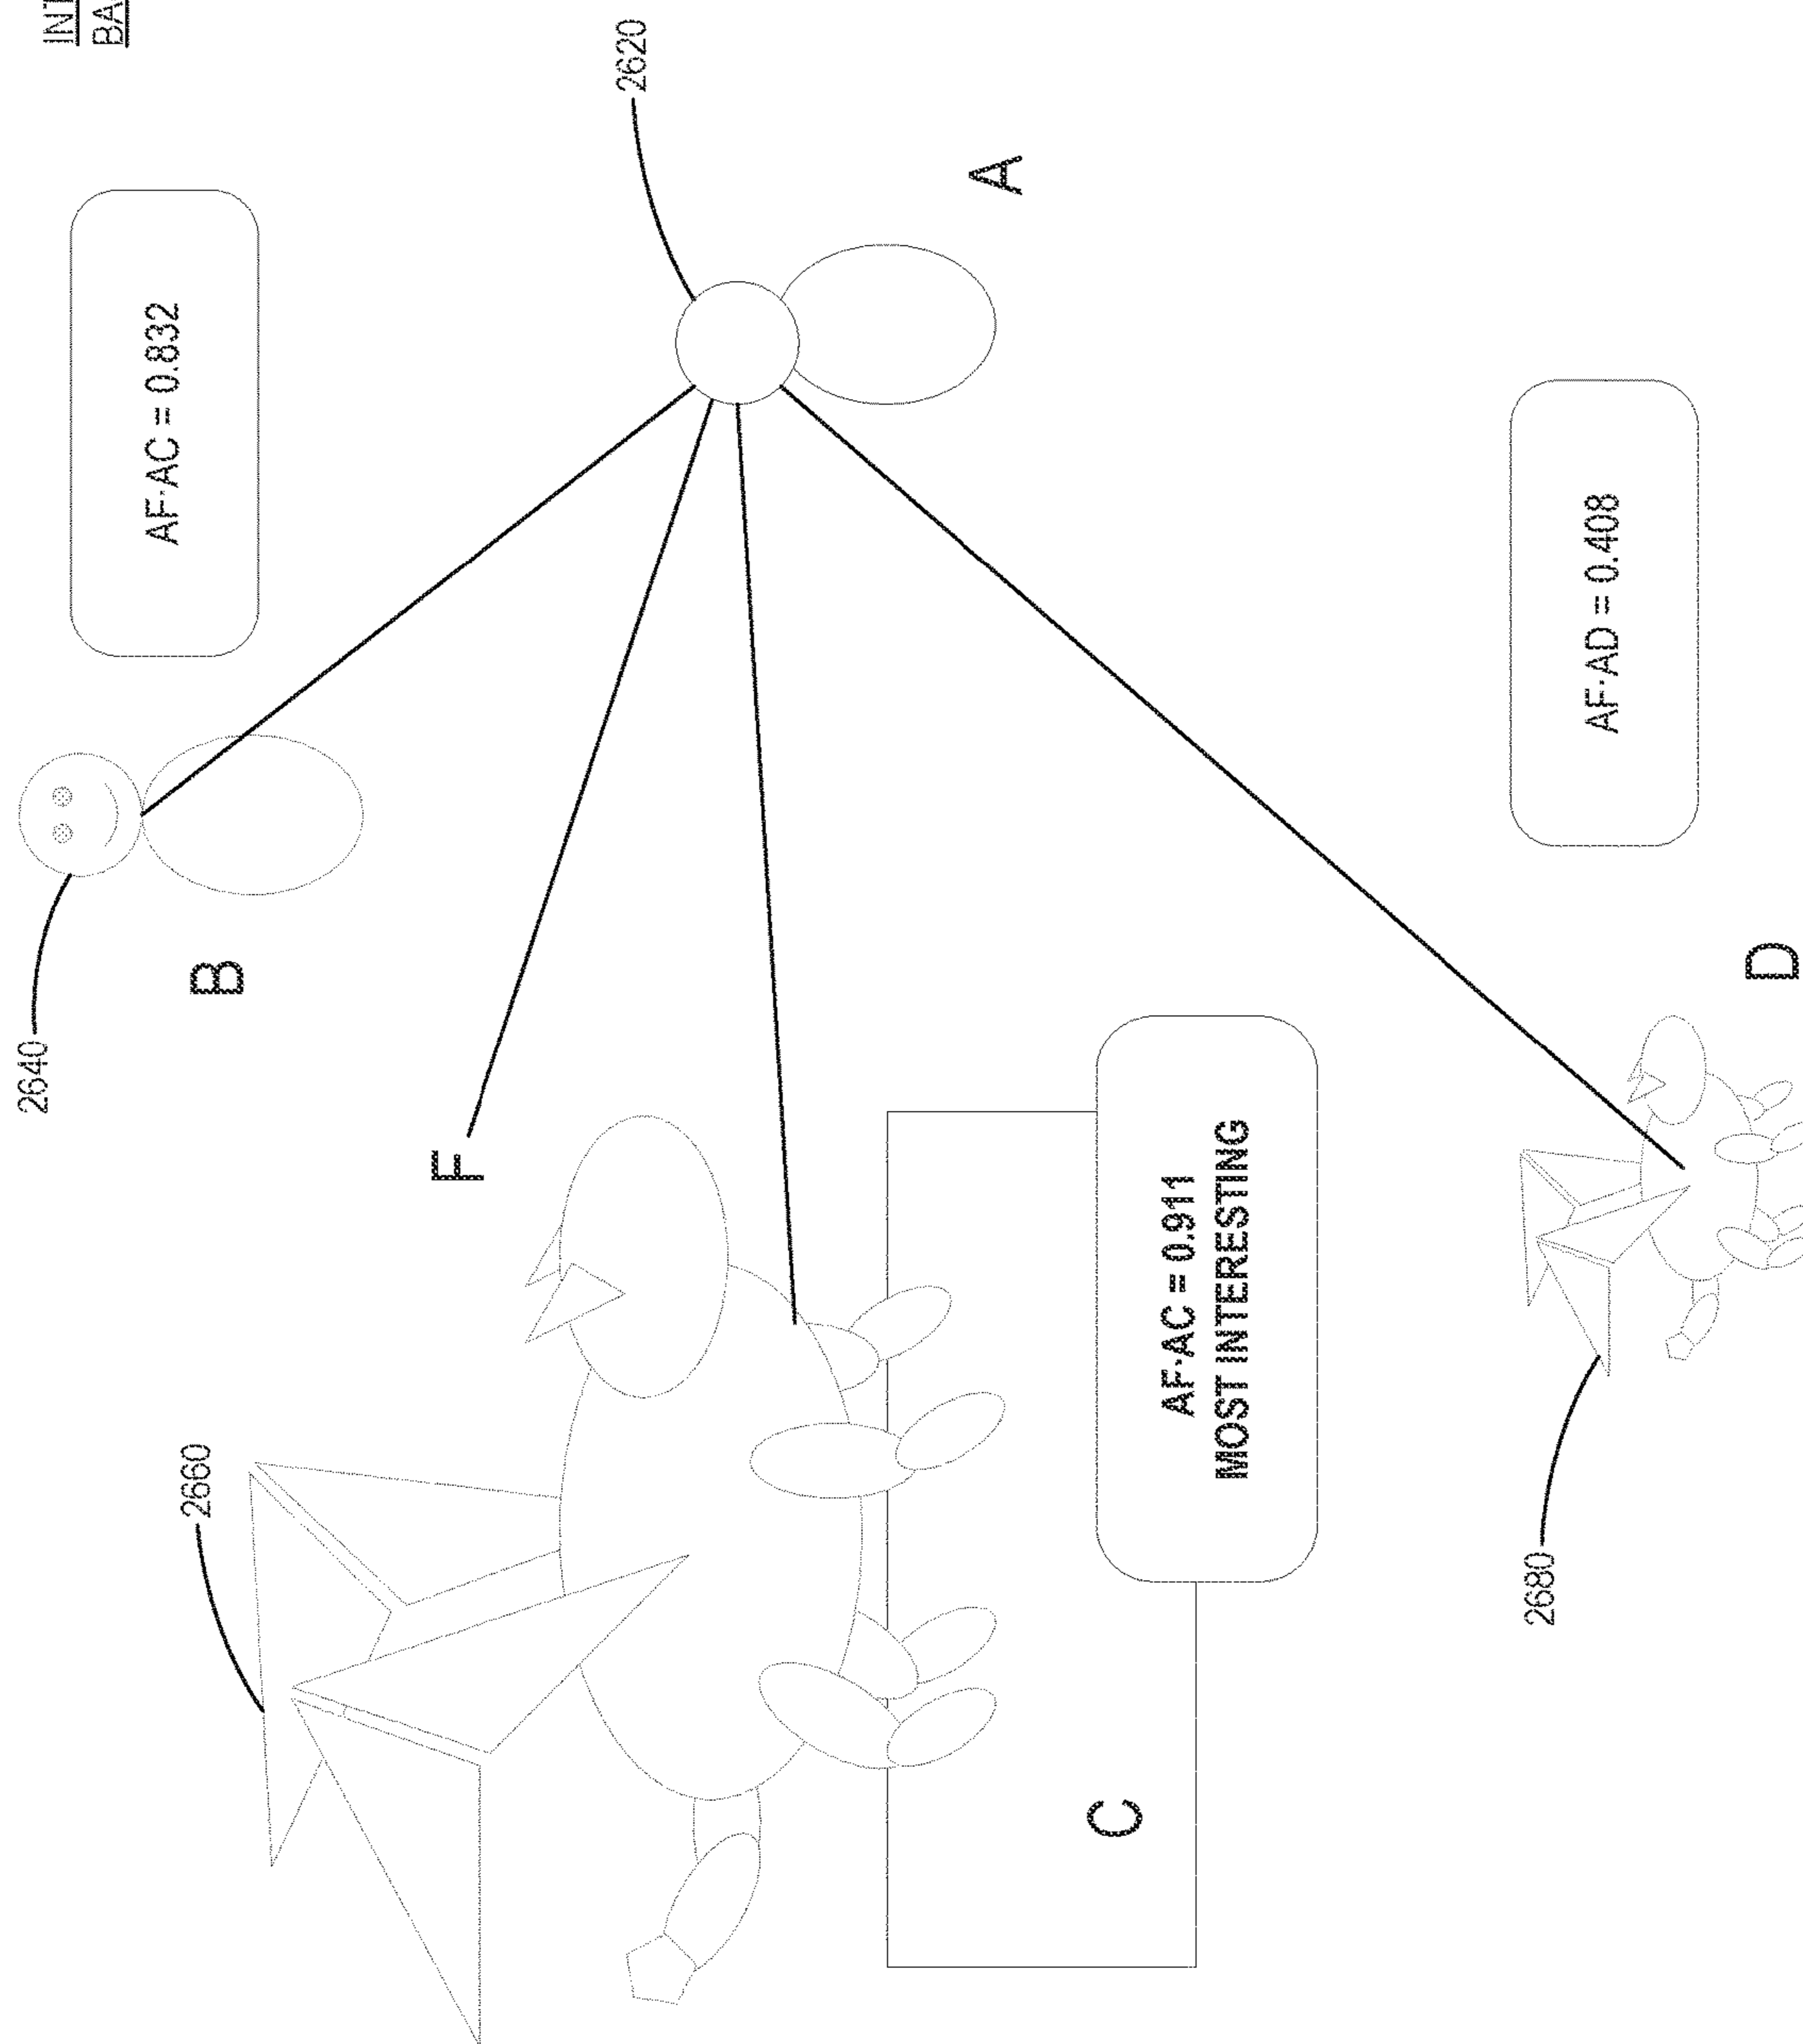 2620
AF·AC = 0.832
A
2640
B
F
2660
AF·AC = 0.911
MOST INTERESTING
C
AF·AD = 0.408
D
2680